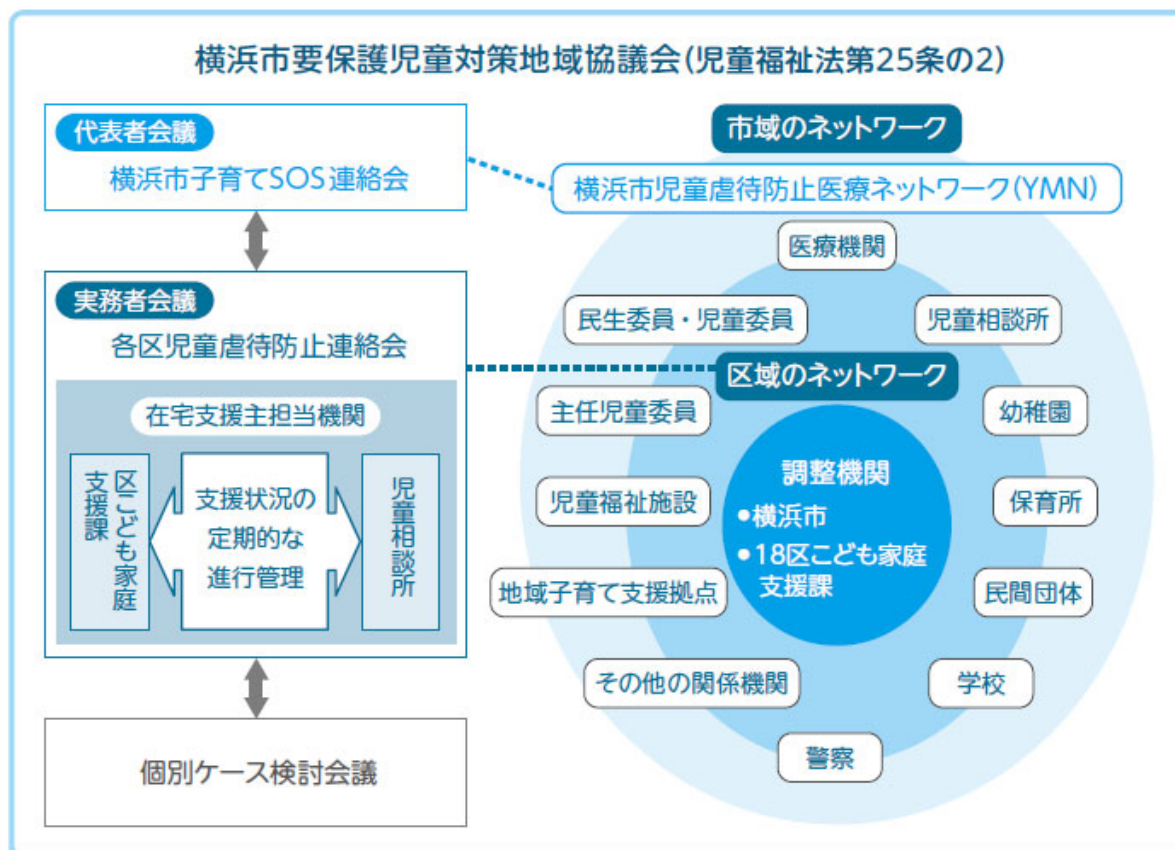 横浜市要保護児童対策地域協議会(児童福祉法第25条の2)
代表者会議
横浜市子育てSOS連絡会
実務者会議
各区児童虐待防止連絡会
在宅支援主担当機関
区こども家庭
支援課
支援状況の
定期的な
進行管理
児童相談所
個別ケース検討会議
市域のネットワーク
横浜市児童虐待防止医療ネットワーク(YMN)
医療機関
民生委員・児童委員
児童相談所
区域のネットワーク
主任児童委員
幼稚園
調整機関
•横浜市
•18区こども家庭
支援課
児童福祉施設
保育所
地域子育て支援拠点
民間団体
その他の関係機関
学校
警察